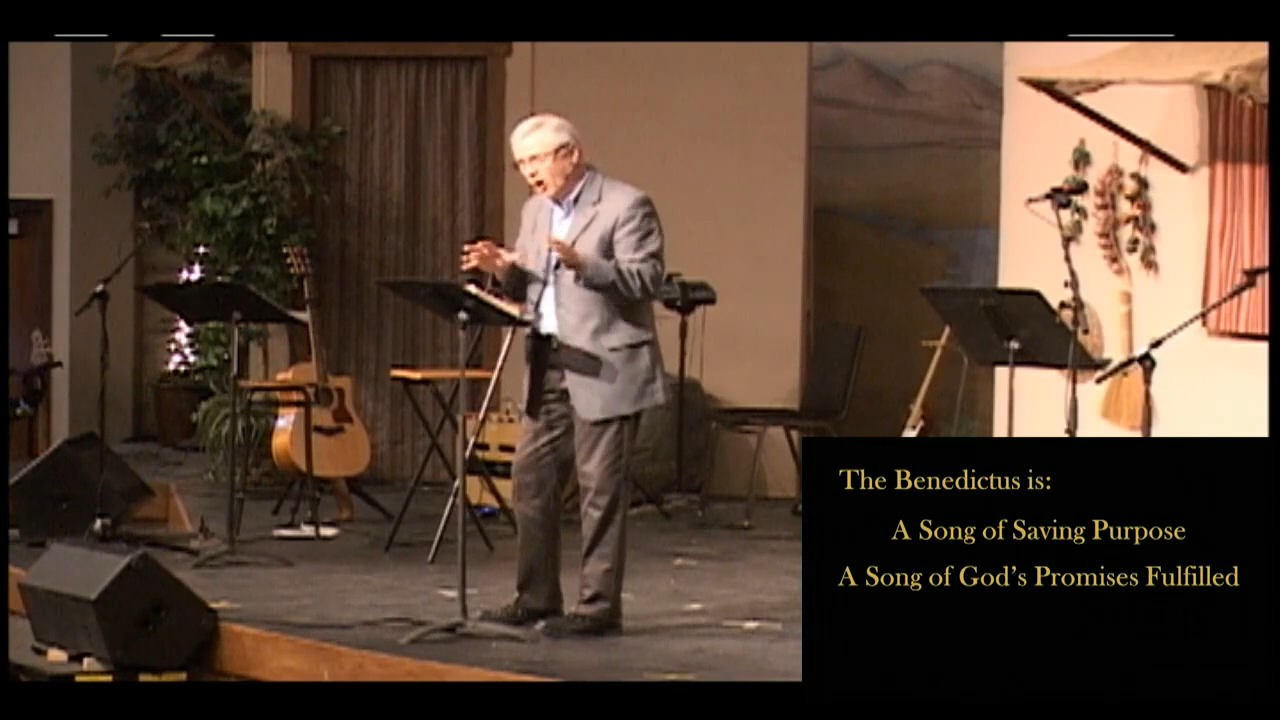 The Benedictus is:
A Song of Saving Purpose
A Song of God's Promises Fulfilled